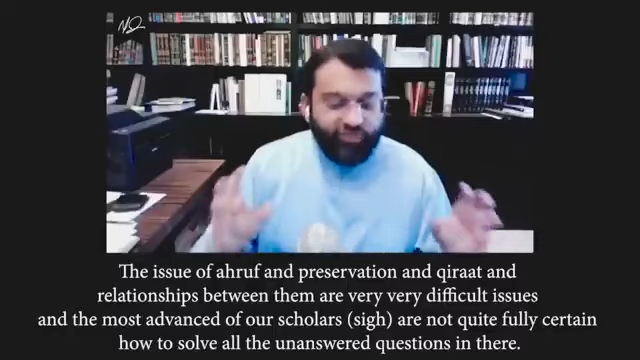 The issue of ahruf and preservation and qiraat and
relationships between them are very very difficult issues
and the most advanced of our scholars (sigh) are not quite fully certain
how to solve all the unanswered questions in there.